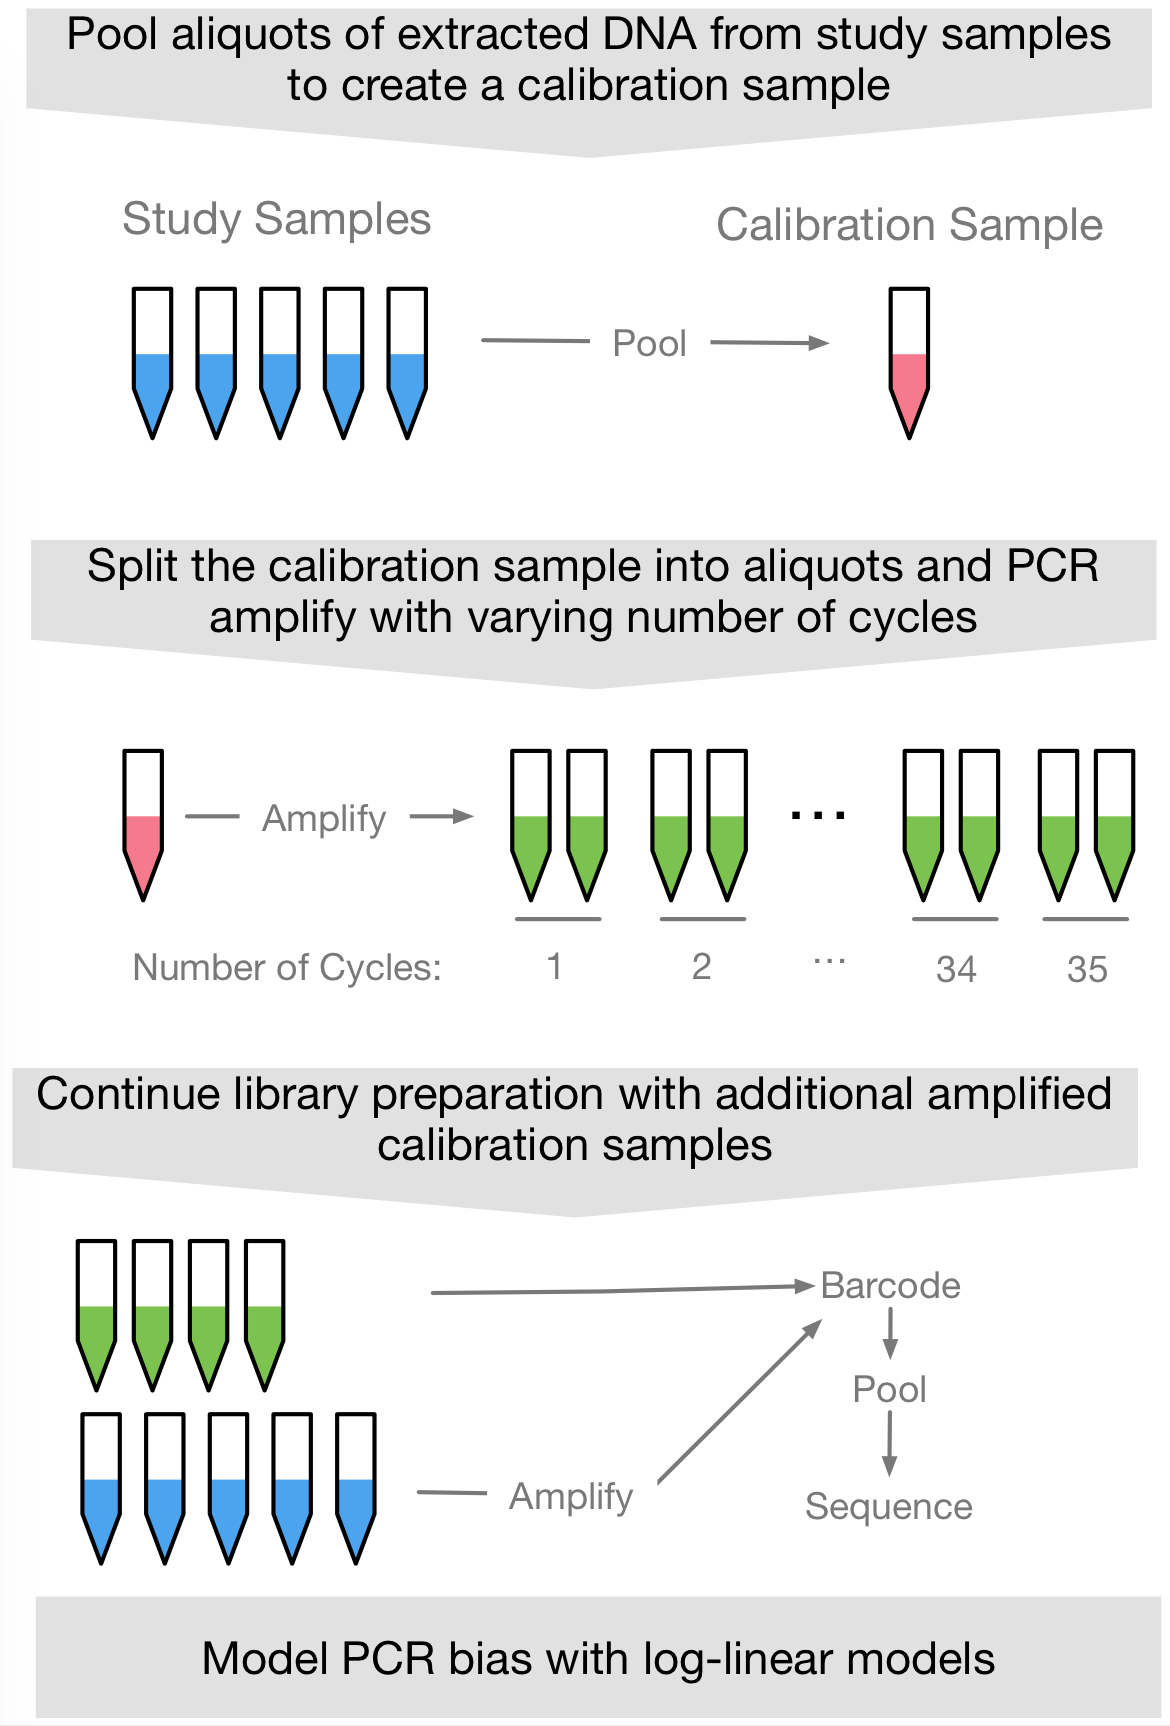 Pool aliquots of extracted DNA from study samples
to create a calibration sample
Study Samples
Calibration Sample
Pool
Split the calibration sample into aliquots and PCR
amplify with varying number of cycles
Amplify
...
Number of Cycles: 1 2 ... 34 35
Continue library preparation with additional amplified
calibration samples
Barcode
Pool
Amplify
Sequence
Model PCR bias with log-linear models